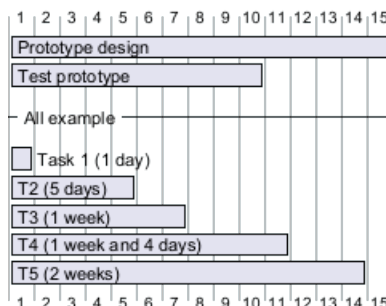 1 2 3 4 5 6 7 8 9 10 11 12 13 14 15
Prototype design
Test prototype
All example
Task 1 (1 day)
T2 (5 days)
T3 (1 week)
T4 (1 week and 4 days)
T5 (2 weeks)
1 2 3 4 5 6 7 8 9 10 11 12 13 14 15